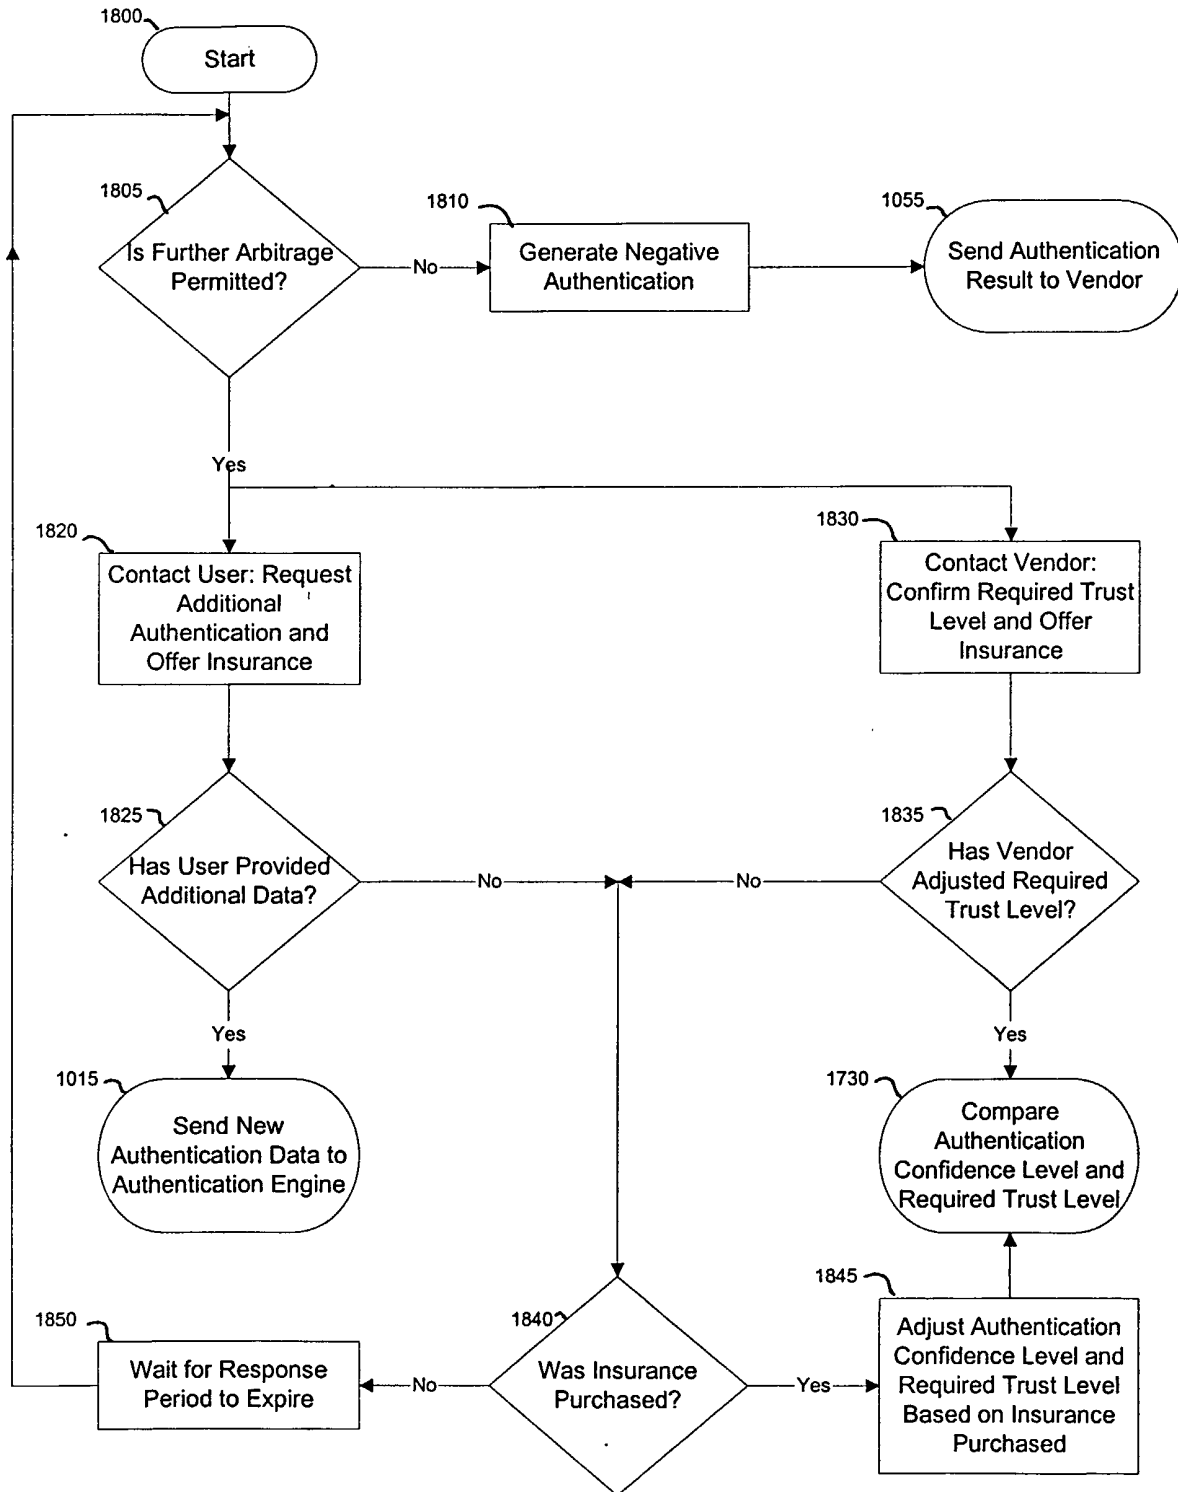 1800
Start
1805
Is Further Arbitrage
Permitted?
No
1810
Generate Negative
Authentication
1055
Send Authentication
Result to Vendor
Yes
1820
Contact User: Request
Additional
Authentication and
Offer Insurance
1830
Contact Vendor:
Confirm Required Trust
Level and Offer
Insurance
1825
Has User Provided
Additional Data?
No
1835
Has Vendor
Adjusted Required
Trust Level?
No
Yes
1015
Send New
Authentication Data to
Authentication Engine
Yes
1730
Compare
Authentication
Confidence Level and
Required Trust Level
1850
Wait for Response
Period to Expire
No
1840
Was Insurance
Purchased?
Yes
1845
Adjust Authentication
Confidence Level and
Required Trust Level
Based on Insurance
Purchased